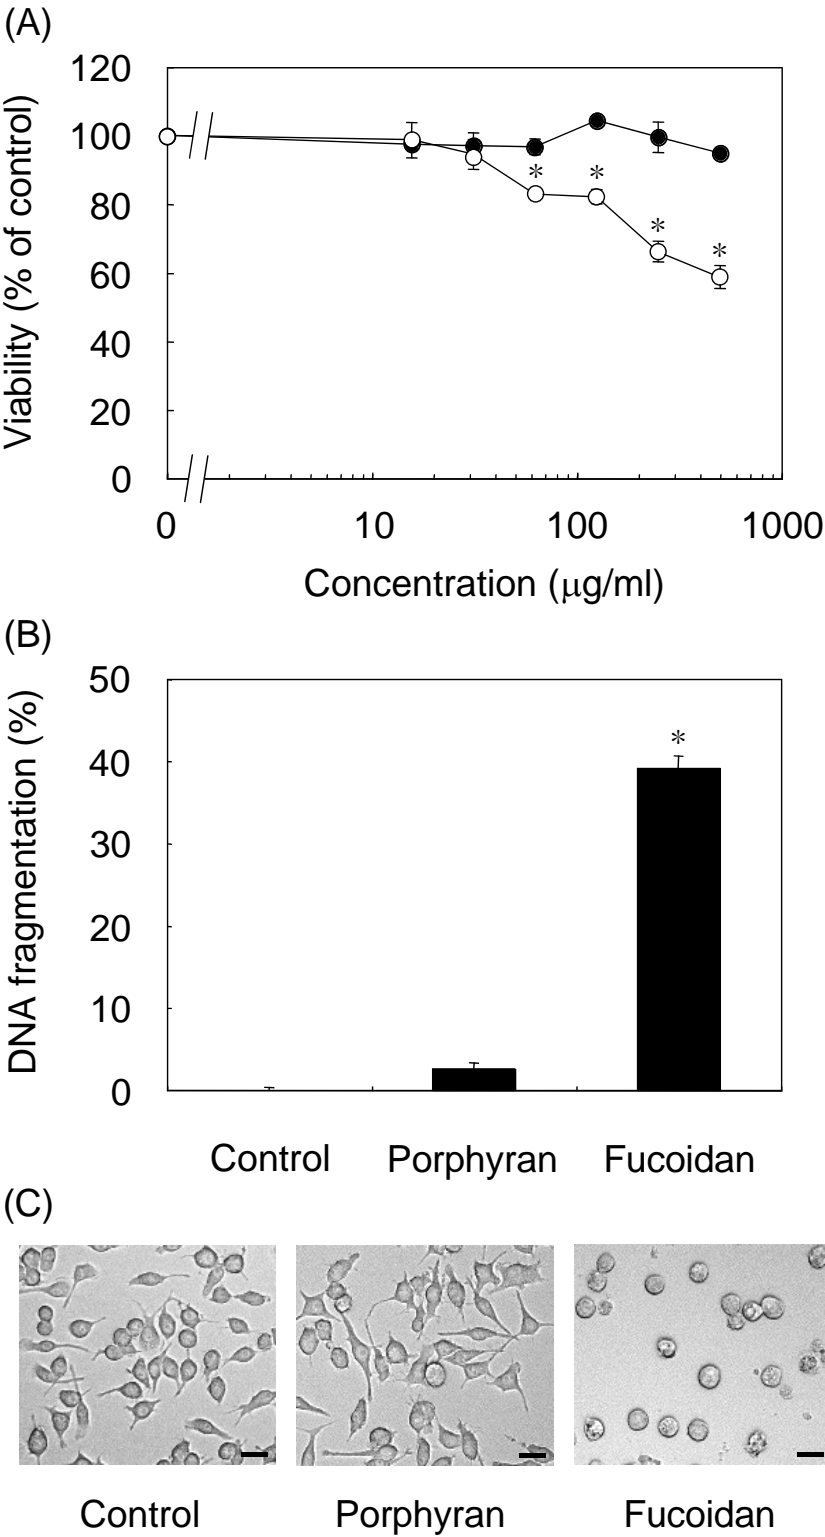 (A)
120
100
80
60
40
20
0
Viability (% of control)
* * * *
0 10 100 1000
Concentration (μg/ml)
(B)
50
40
30
20
10
0
DNA fragmentation (%)
*
Control Porphyran Fucoidan
(C)
Control Porphyran Fucoidan